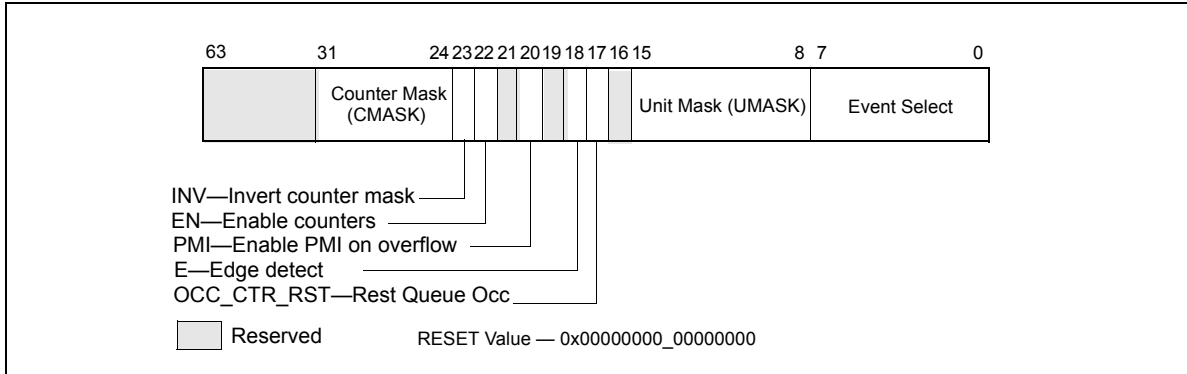 63 31 24 23 22 21 20 19 18 17 16 15 8 7 0
Counter Mask
(CMASK)
Unit Mask (UMASK)
Event Select
INV—Invert counter mask
EN—Enable counters
PMI—Enable PMI on overflow
E—Edge detect
OCC_CTR_RST—Rest Queue Occ
Reserved RESET Value — 0x00000000_00000000